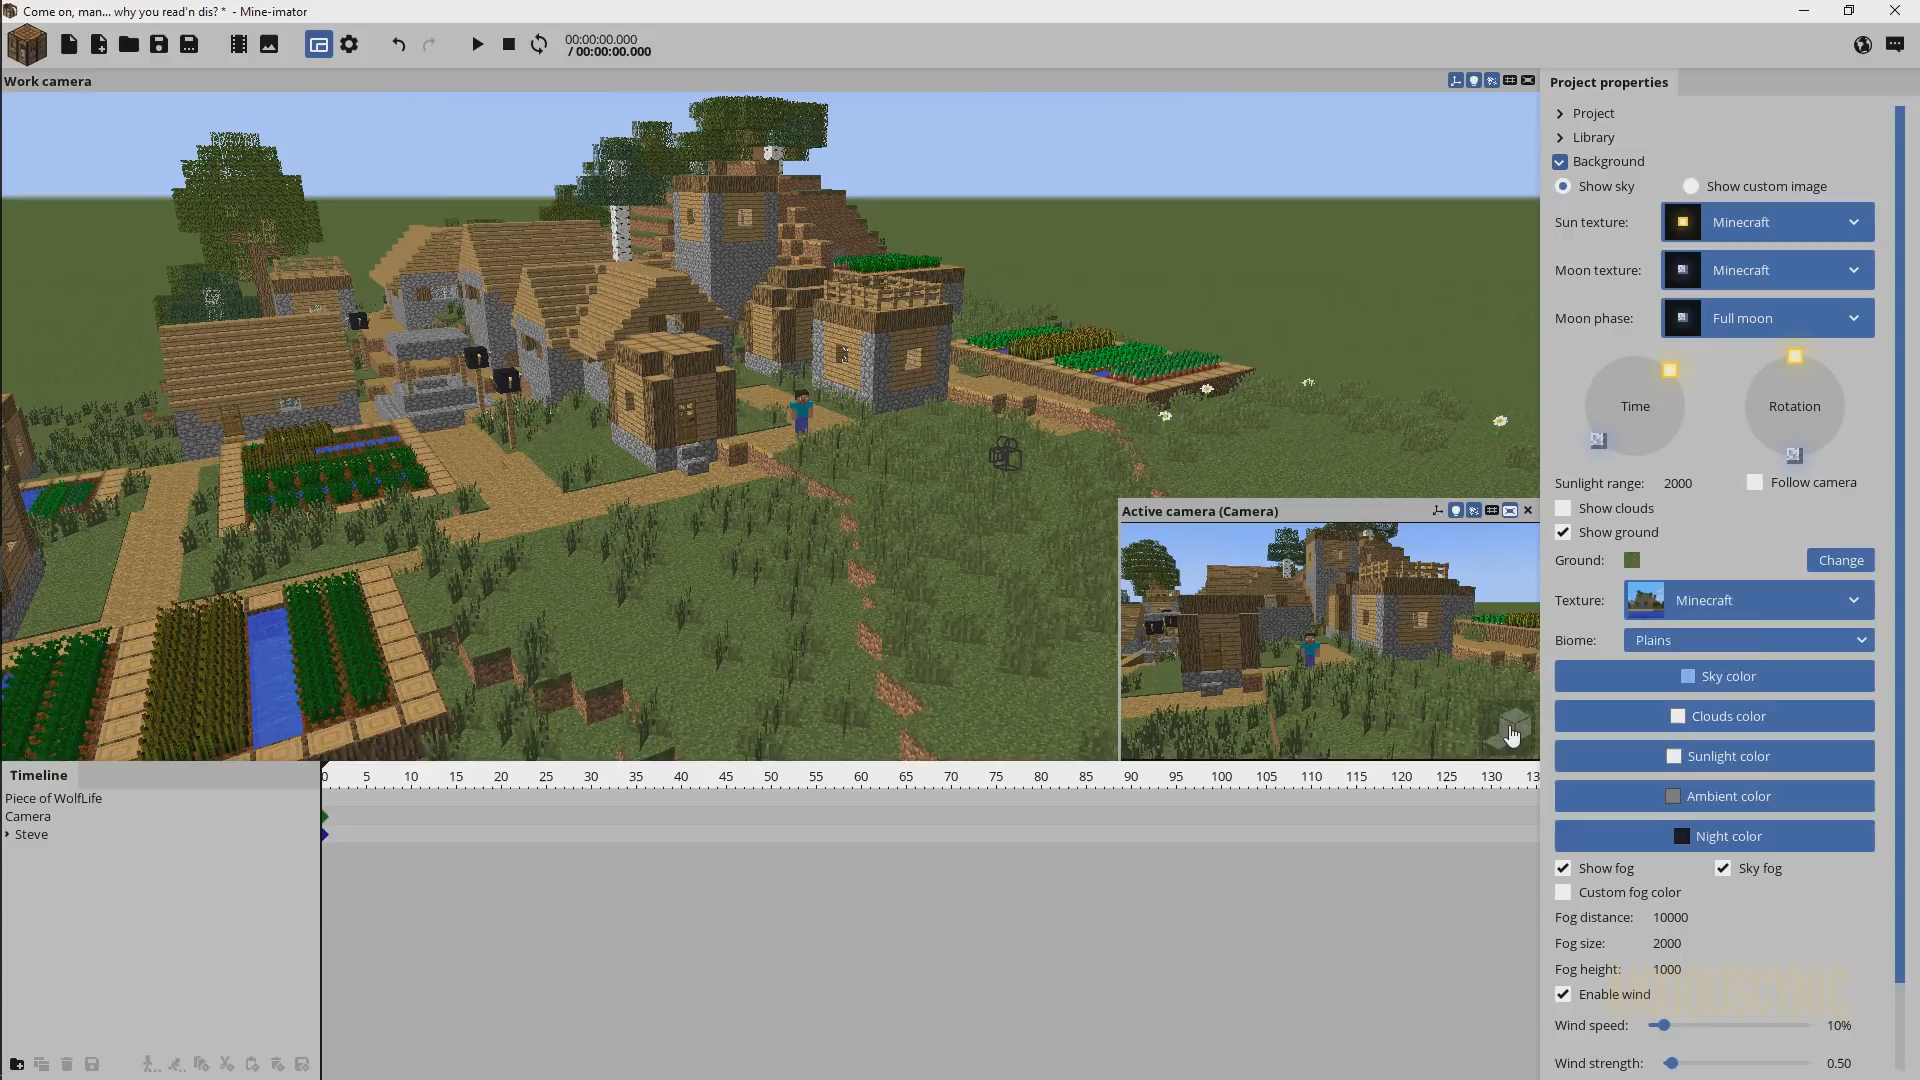 Come on, man... why you read'n dis? * - Mine-imator
00:00:00.000
/ 00:00:00.000
Work camera
Project properties
Project
Library
Background
Show sky
Show custom image
Sun texture:
Minecraft
Moon texture:
Minecraft
Moon phase:
Full moon
Time
Rotation
Sunlight range:
2000
Follow camera
Show clouds
Active camera (Camera)
Show ground
Ground:
Change
Texture:
Minecraft
Biome:
Plains
Sky color
Clouds color
Sunlight color
Ambient color
Night color
Show fog
Sky fog
Custom fog color
Fog distance:
10000
Fog size:
2000
Fog height:
1000
Enable wind
Wind speed:
10%
Wind strength:
0.50
Timeline
0 5 10 15 20 25 30 35 40 45 50 55 60 65 70 75 80 85 90 95 100 105 110 115 120 125 130 13
Piece of WolfLife
Camera
Steve